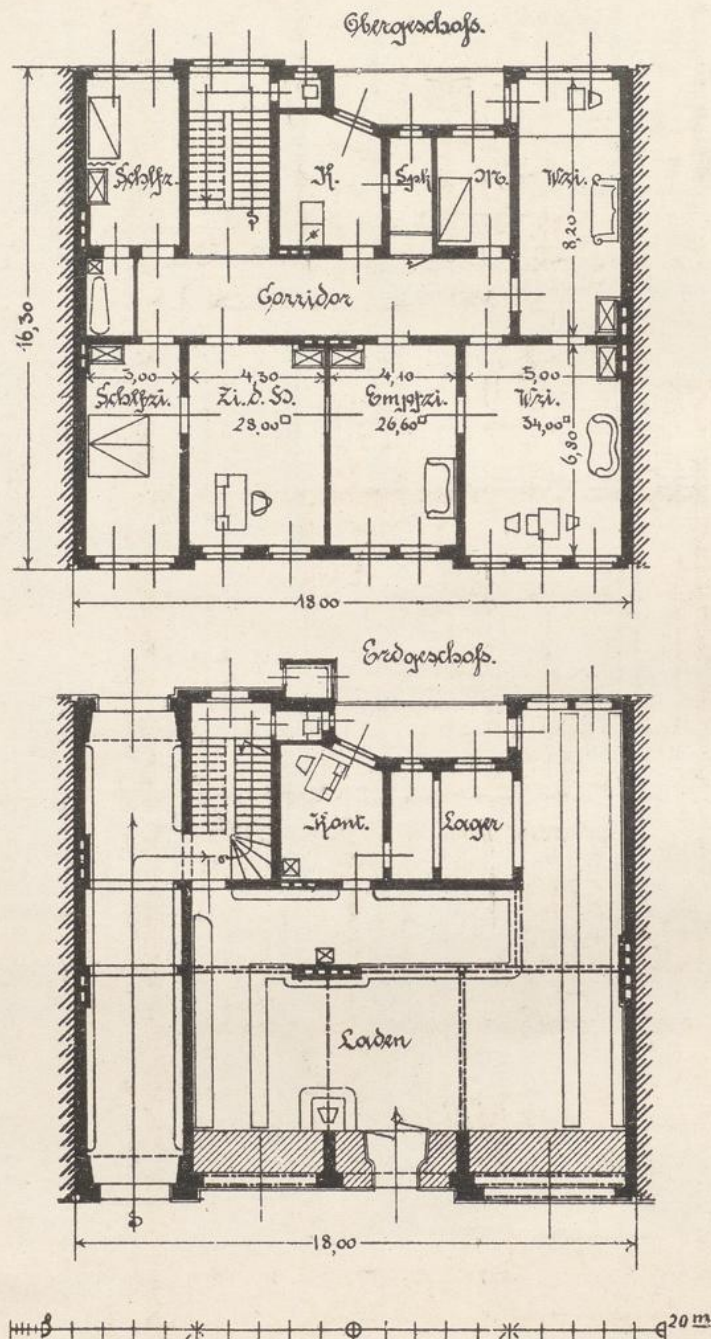 Obergeschoſs.
Schlfz.
K.
Spk
M.
Wzi.
8,20
16,30
Corridor
3,00
4,30
4,10
5,00
Schlfzi.
Zi. d. H.
Empfzi.
Wzi.
28,00
26,60
34,00
6,80
18 00
Erdgeschoſs.
Kont.
Lager
Laden
18,00
20 m